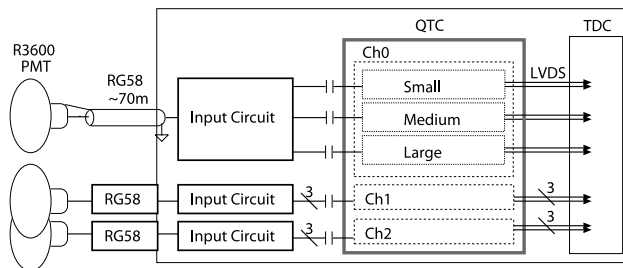 QTC
TDC
R3600
PMT
Ch0
RG58
~70m
LVDS
Small
Input Circuit
Medium
Large
RG58
Input Circuit
3
Ch1
3
RG58
Input Circuit
3
Ch2
3